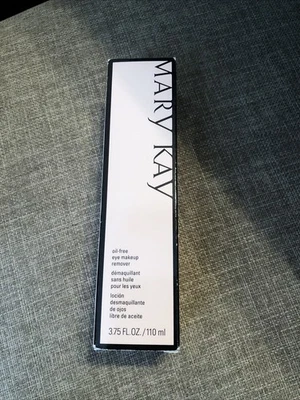 MARY KAY
oil-free
eye makeup
remover
démaquillant
sans huile
pour les yeux
loción
desmaquillante
de ojos
libre de aceite
3.75 FL.OZ. / 110 ml